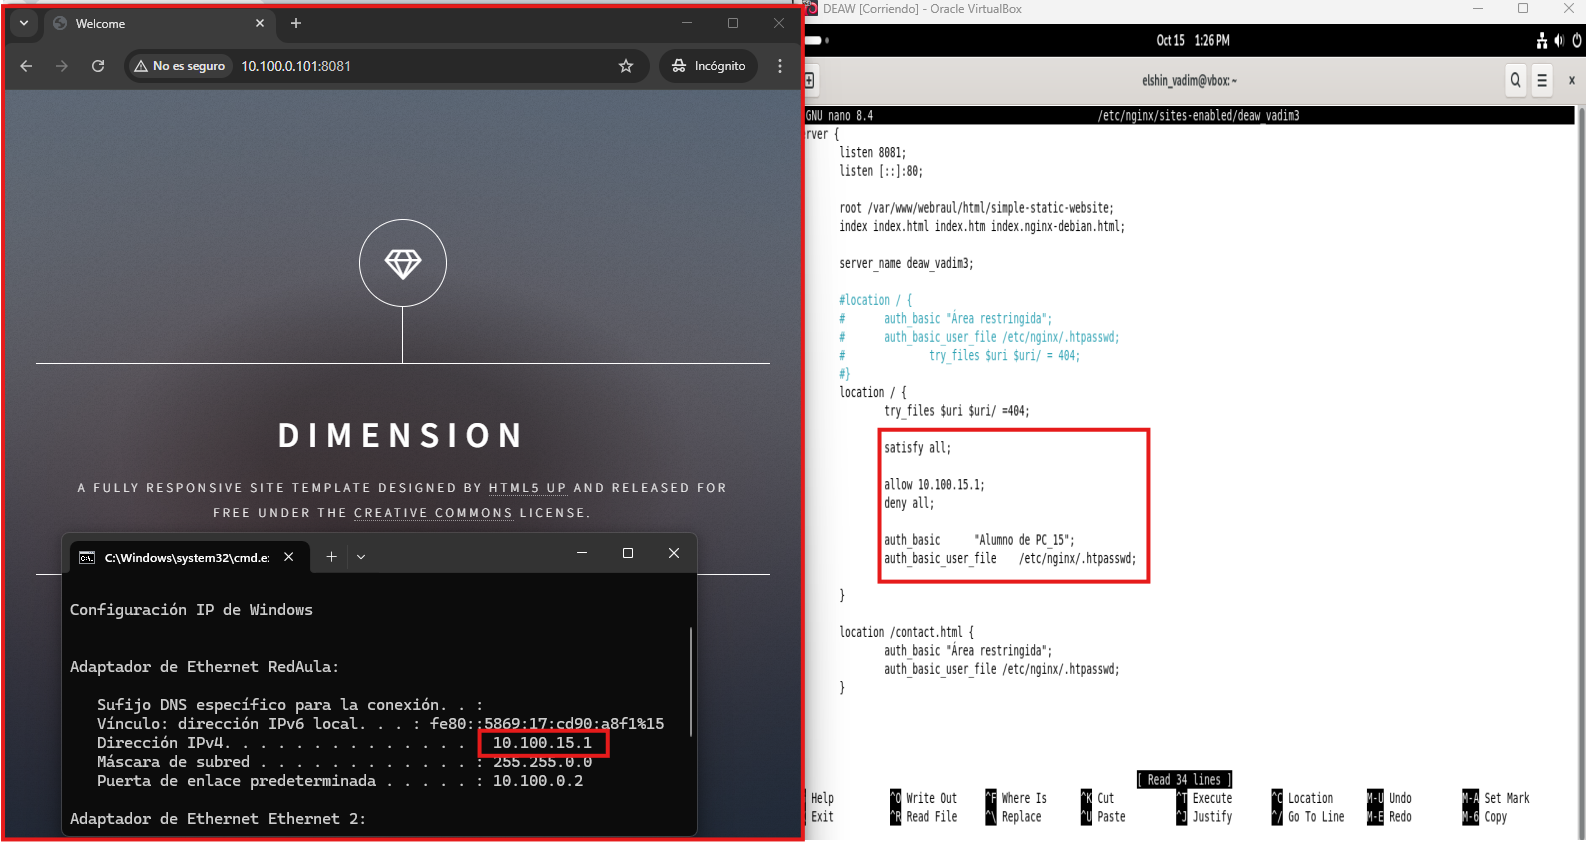 Welcome
No es seguro
10.100.0.101:8081
Incógnito
DIMENSION
A FULLY RESPONSIVE SITE TEMPLATE DESIGNED BY HTML5 UP AND RELEASED FOR
FREE UNDER THE CREATIVE COMMONS LICENSE.
C:\Windows\system32\cmd.e:
Configuración IP de Windows
Adaptador de Ethernet RedAula:
Sufijo DNS específico para la conexión. . :
Vínculo: dirección IPv6 local. . . : fe80::5869:17:cd90:a8f1%15
Dirección IPv4. . . . . . . . . . . . . . 10.100.15.1
Máscara de subred . . . . . . . . . . . . : 255.255.0.0
Puerta de enlace predeterminada . . . . . : 10.100.0.2
Adaptador de Ethernet Ethernet 2:
DEAW [Corriendo] - Oracle VirtualBox
Oct 15 1:26 PM
elshin_vadim@vbox: ~
GNU nano 8.4 /etc/nginx/sites-enabled/deaw_vadim3
rver {
listen 8081;
listen [::]:80;
root /var/www/webraul/html/simple-static-website;
index index.html index.htm index.nginx-debian.html;
server_name deaw_vadim3;
#location / {
# auth_basic "Área restringida";
# auth_basic_user_file /etc/nginx/.htpasswd;
# try_files $uri $uri/ = 404;
#}
location / {
try_files $uri $uri/ =404;
satisfy all;
allow 10.100.15.1;
deny all;
auth_basic "Alumno de PC_15";
auth_basic_user_file /etc/nginx/.htpasswd;
}
location /contact.html {
auth_basic "Área restringida";
auth_basic_user_file /etc/nginx/.htpasswd;
}
[ Read 34 lines ]
Help ^O Write Out ^F Where Is ^K Cut ^T Execute ^C Location M-U Undo M-A Set Mark
Exit ^R Read File ^\ Replace ^U Paste ^J Justify ^/ Go To Line M-E Redo M-6 Copy